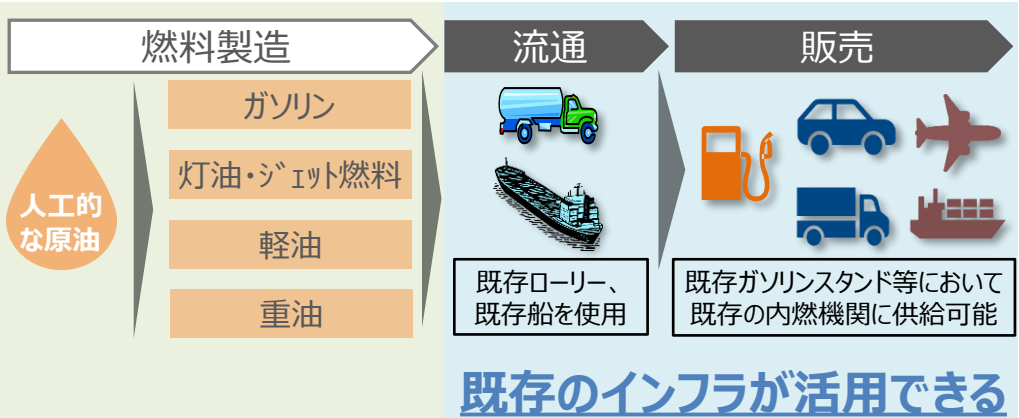 燃料製造
流通
販売
人工的
な原油
ガソリン
灯油・ジェット燃料
軽油
重油
既存ローリー、
既存船を使用
既存ガソリンスタンド等において
既存の内燃機関に供給可能
既存のインフラが活用できる